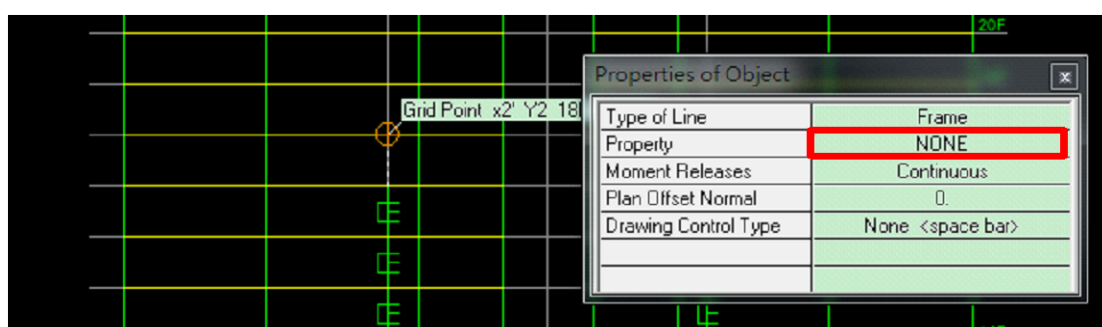 20F
Properties of Object
x
Grid Point x2' Y2 18
Type of Line Frame
Property NONE
Moment Releases Continuous
Plan Offset Normal 0.
Drawing Control Type None <space bar>